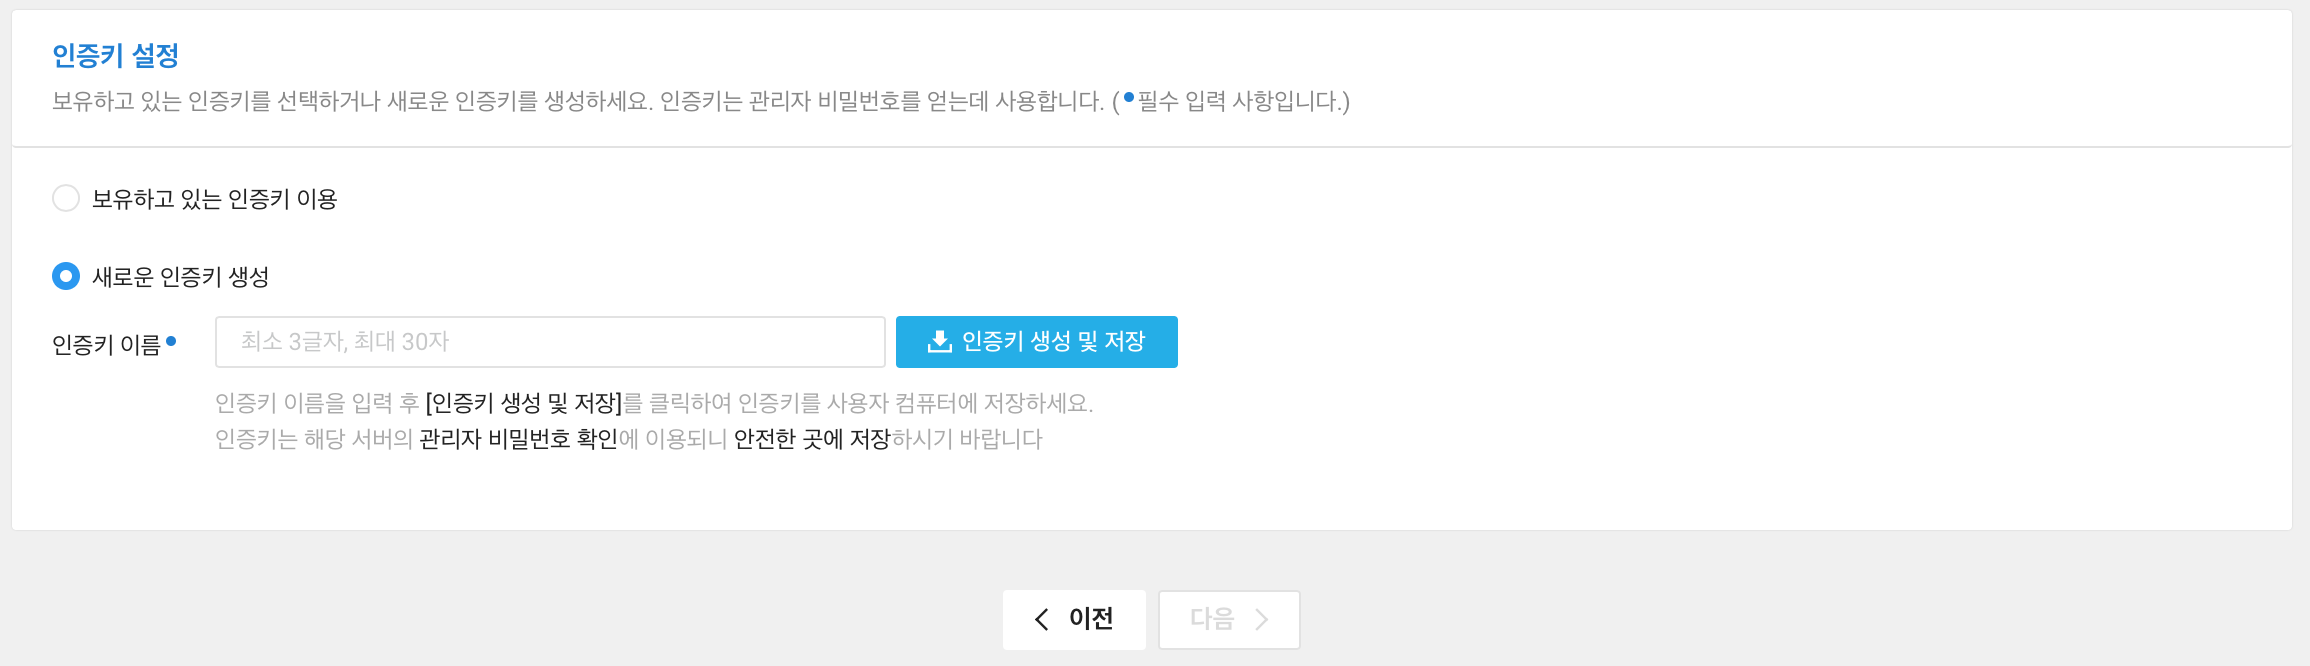 인증키 설정
보유하고 있는 인증키를 선택하거나 새로운 인증키를 생성하세요. 인증키는 관리자 비밀번호를 얻는데 사용합니다. (•필수 입력 사항입니다.)
보유하고 있는 인증키 이용
새로운 인증키 생성
인증키 이름• 최소 3글자, 최대 30자 인증키 생성 및 저장
인증키 이름을 입력 후 [인증키 생성 및 저장]를 클릭하여 인증키를 사용자 컴퓨터에 저장하세요.
인증키는 해당 서버의 관리자 비밀번호 확인에 이용되니 안전한 곳에 저장하시기 바랍니다
이전 다음